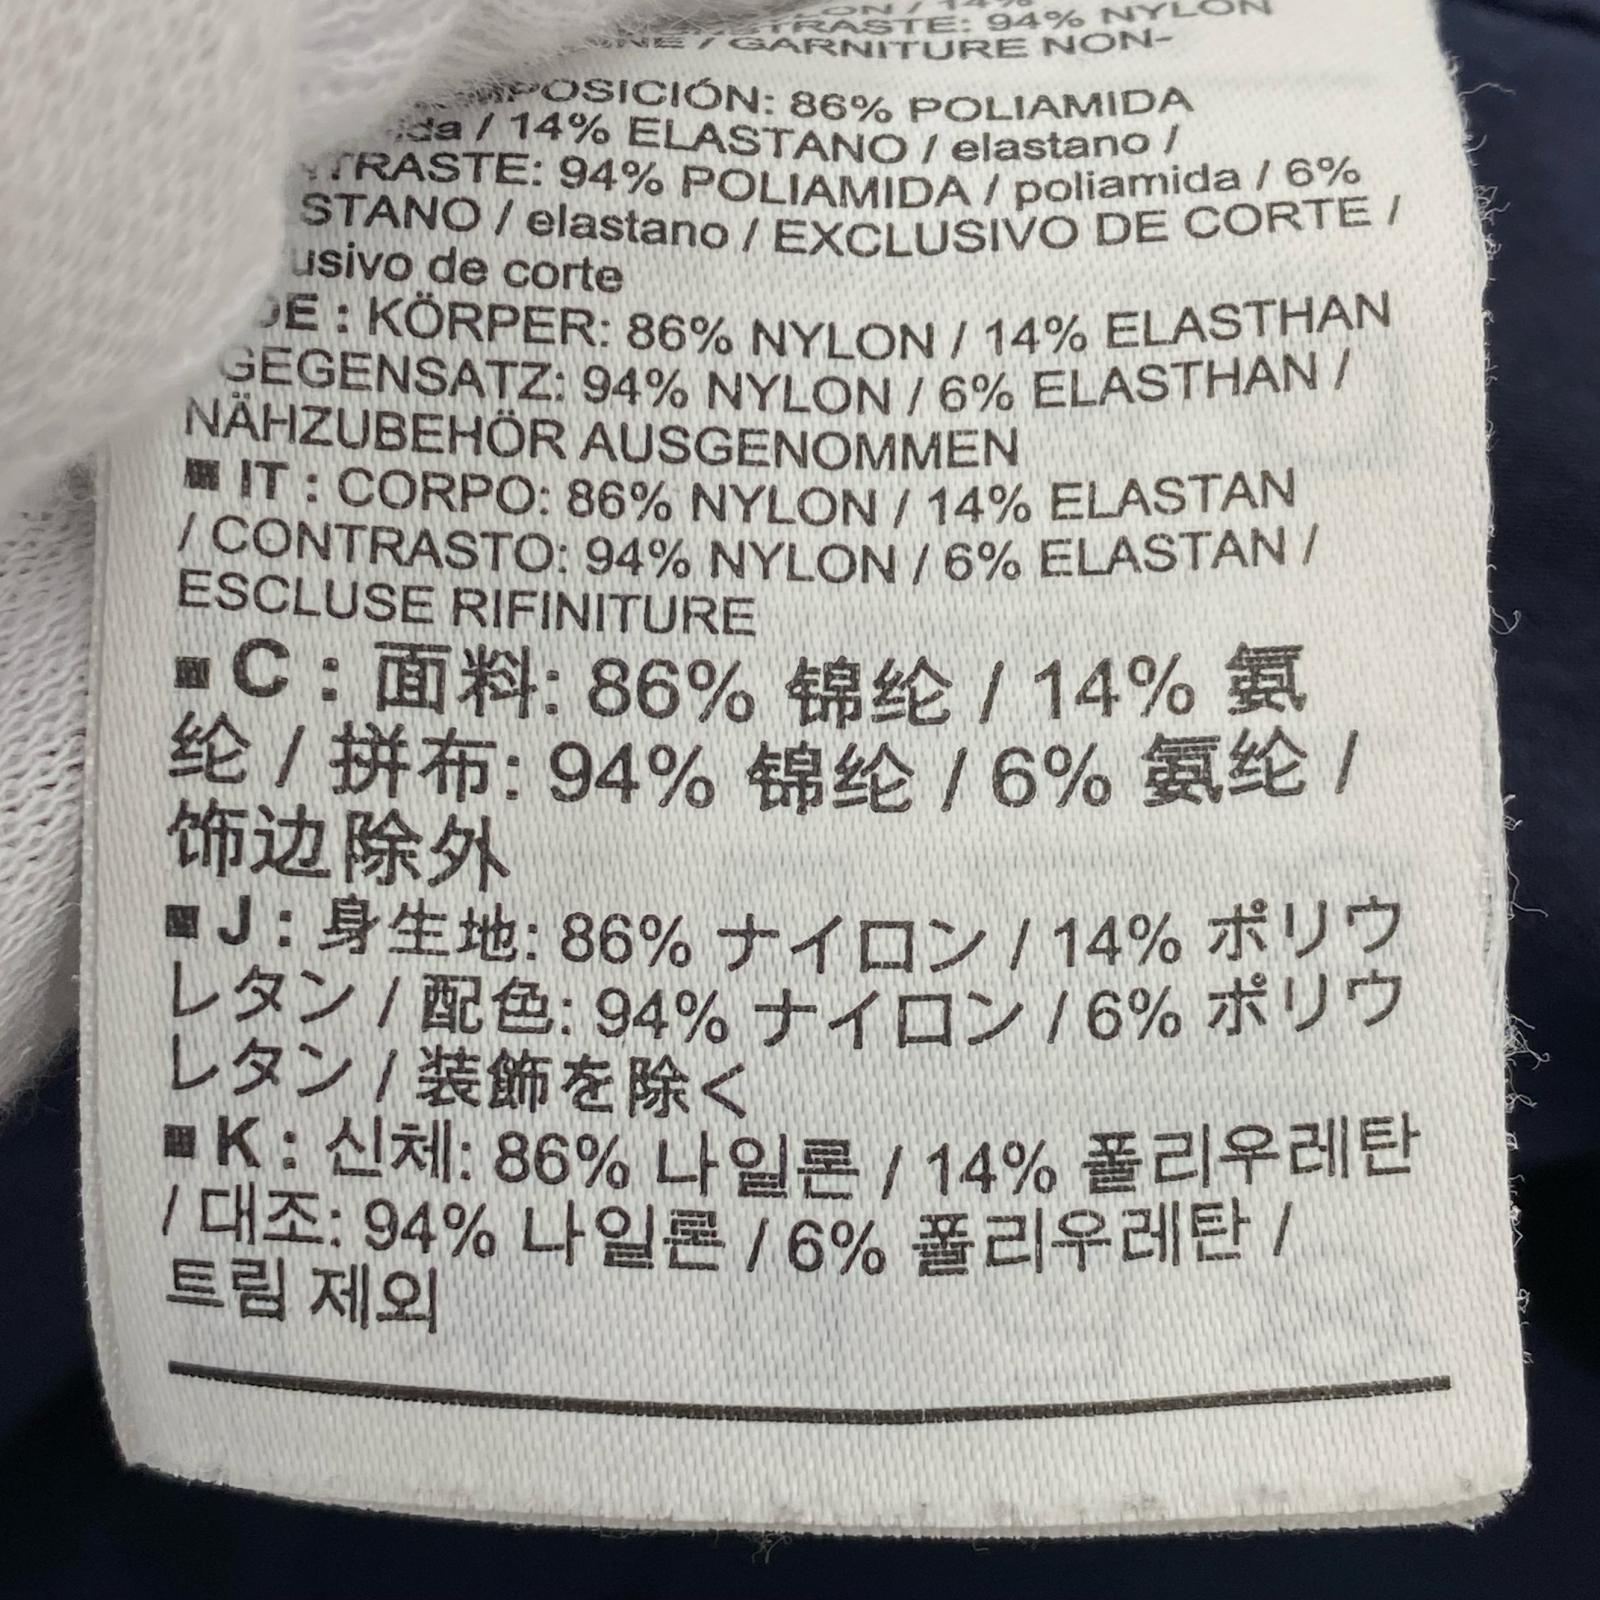 14%
94% NYLON
/ GARNITURE NON-
86% POLIAMIDA
/ 14% ELASTANO / elastano /
94% POLIAMIDA / poliamida / 6%
/ elastano / EXCLUSIVO DE CORTE /
de corte
DE : KÖRPER: 86% NYLON / 14% ELASTHAN
GEGENSATZ: 94% NYLON / 6% ELASTHAN /
NÄHZUBEHÖR AUSGENOMMEN
■ IT : CORPO: 86% NYLON / 14% ELASTAN
/ CONTRASTO: 94% NYLON / 6% ELASTAN /
ESCLUSE RIFINITURE
■ C : 面料: 86% 锦纶 / 14% 氨
纶 / 拼布: 94% 锦纶 / 6% 氨纶 /
饰边除外
■ J : 身生地: 86% ナイロン / 14% ポリウ
レタン / 配色: 94% ナイロン / 6% ポリウ
レタン / 装飾を除く
■ K : 신체: 86% 나일론 / 14% 폴리우레탄
/ 대조: 94% 나일론 / 6% 폴리우레탄 /
트림 제외